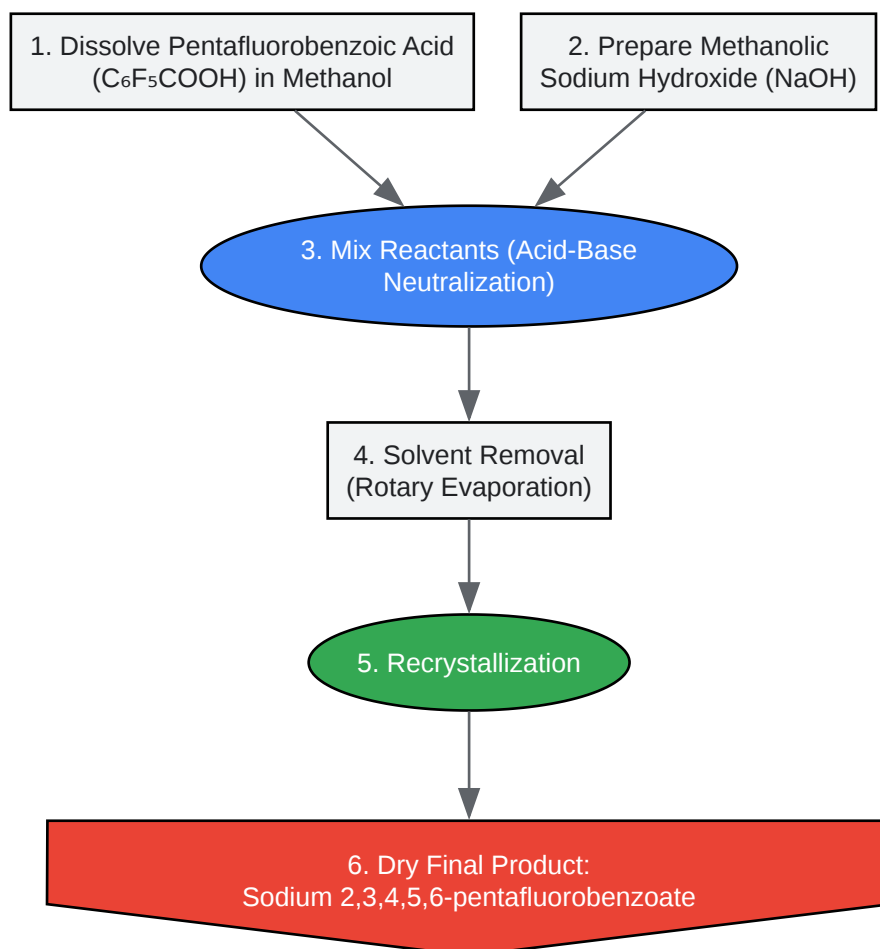 1. Dissolve Pentafluorobenzoic Acid
(C₆F₅COOH) in Methanol
2. Prepare Methanolic
Sodium Hydroxide (NaOH)
3. Mix Reactants (Acid-Base
Neutralization)
4. Solvent Removal
(Rotary Evaporation)
5. Recrystallization
6. Dry Final Product:
Sodium 2,3,4,5,6-pentafluorobenzoate